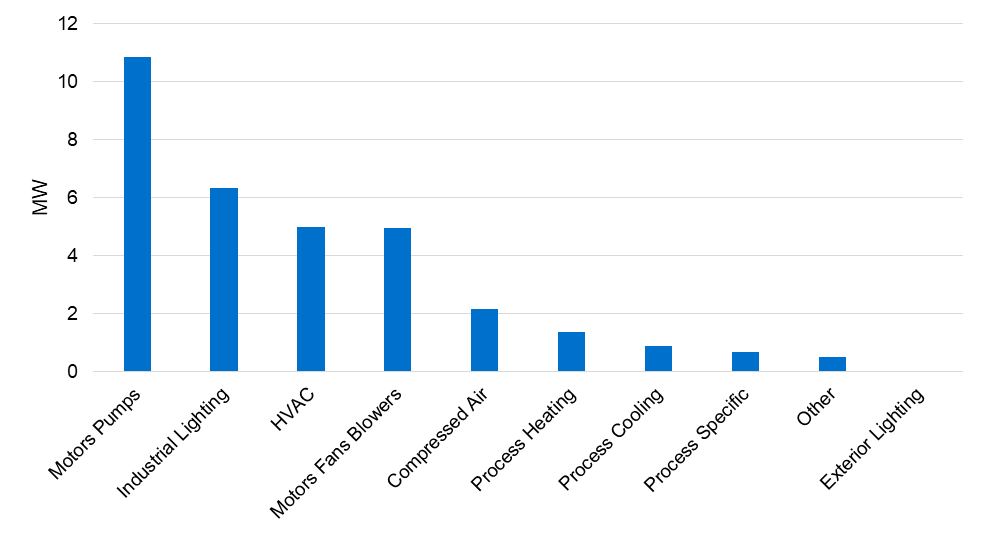 12
10
8
6
4
2
0
MW
Motors Pumps
Industrial Lighting
HVAC
Motors Fans Blowers
Compressed Air
Process Heating
Process Cooling
Process Specific
Other
Exterior Lighting